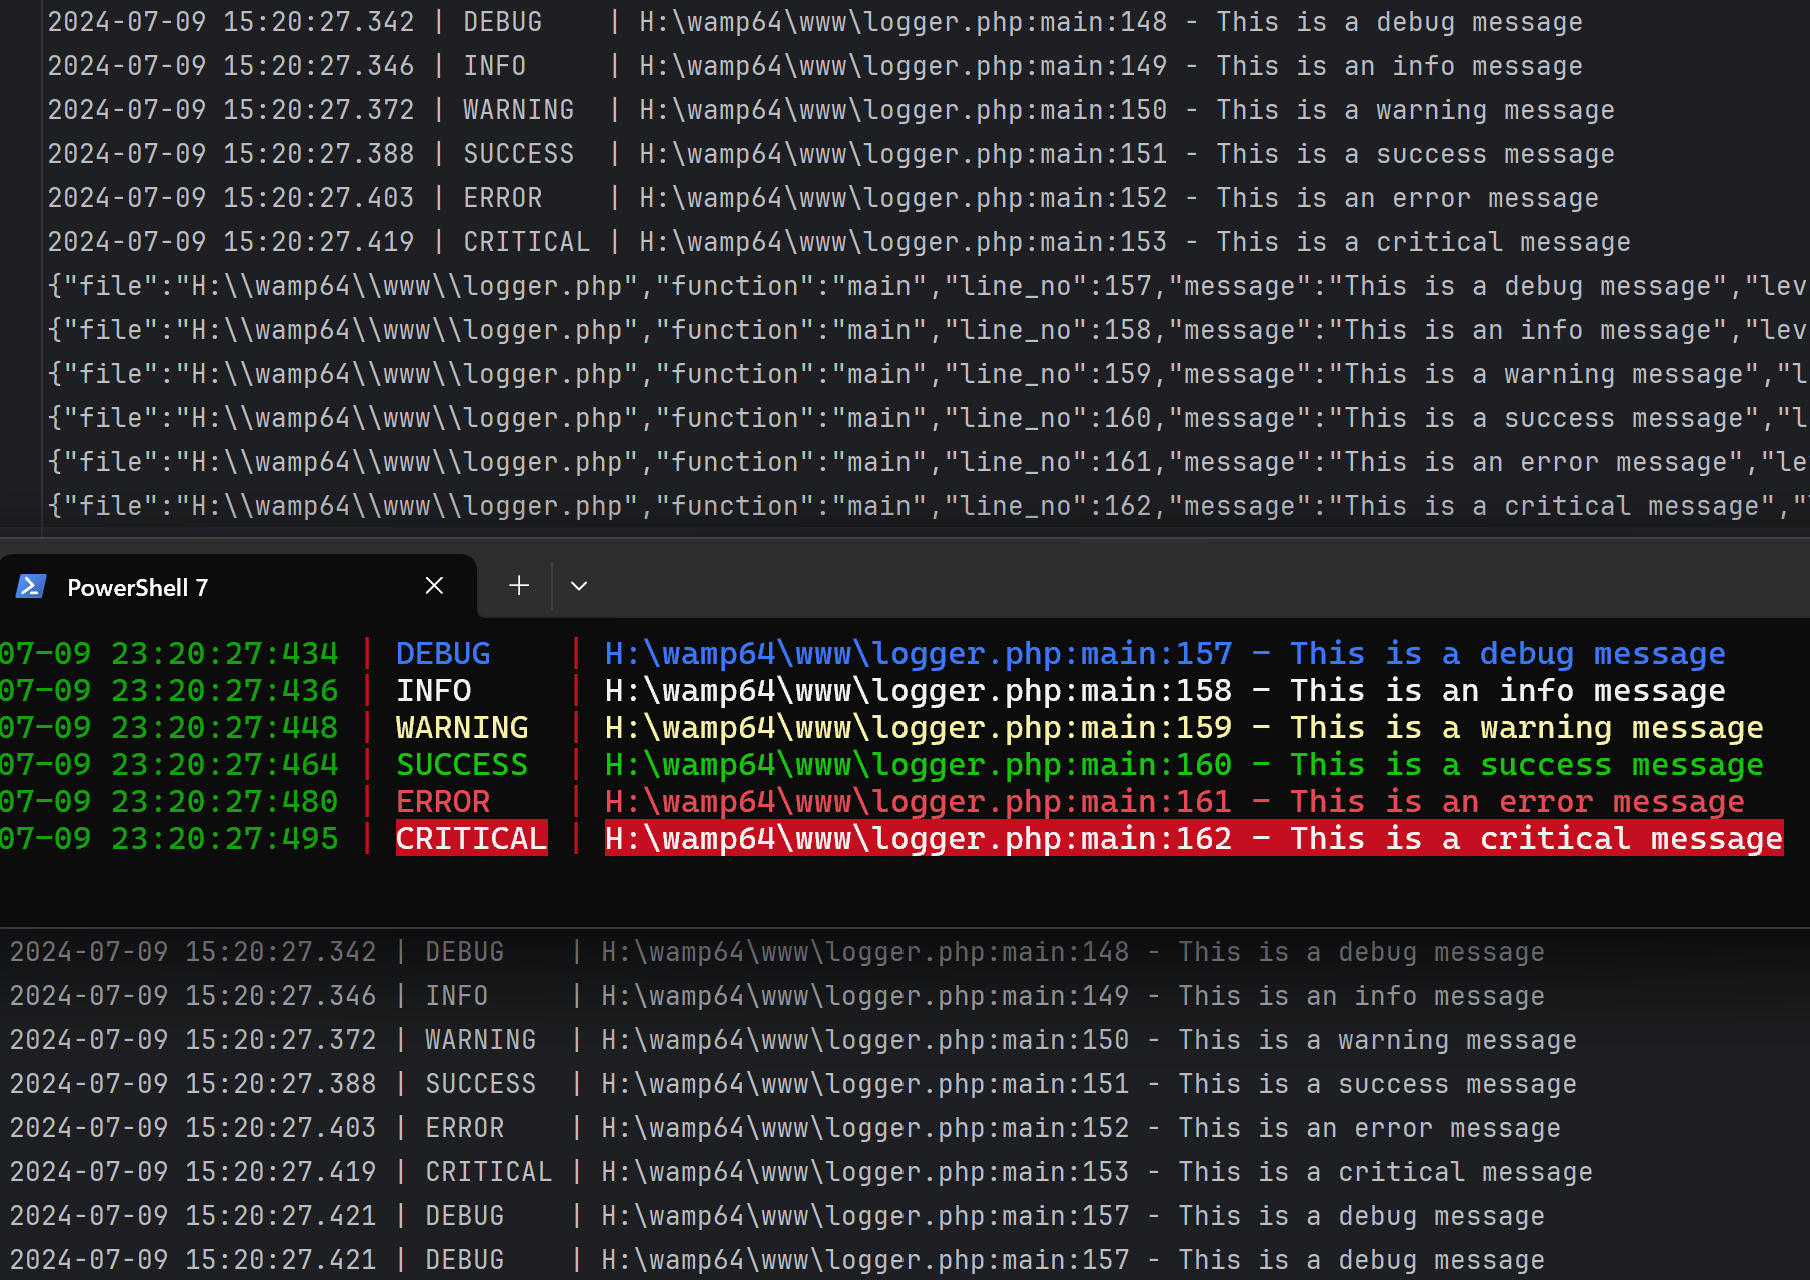 2024-07-09 15:20:27.342 | DEBUG    | H:\wamp64\www\logger.php:main:148 - This is a debug message
2024-07-09 15:20:27.346 | INFO     | H:\wamp64\www\logger.php:main:149 - This is an info message
2024-07-09 15:20:27.372 | WARNING  | H:\wamp64\www\logger.php:main:150 - This is a warning message
2024-07-09 15:20:27.388 | SUCCESS  | H:\wamp64\www\logger.php:main:151 - This is a success message
2024-07-09 15:20:27.403 | ERROR    | H:\wamp64\www\logger.php:main:152 - This is an error message
2024-07-09 15:20:27.419 | CRITICAL | H:\wamp64\www\logger.php:main:153 - This is a critical message
{"file":"H:\\wamp64\\www\\logger.php","function":"main","line_no":157,"message":"This is a debug message","lev
{"file":"H:\\wamp64\\www\\logger.php","function":"main","line_no":158,"message":"This is an info message","lev
{"file":"H:\\wamp64\\www\\logger.php","function":"main","line_no":159,"message":"This is a warning message","l
{"file":"H:\\wamp64\\www\\logger.php","function":"main","line_no":160,"message":"This is a success message","l
{"file":"H:\\wamp64\\www\\logger.php","function":"main","line_no":161,"message":"This is an error message","le
{"file":"H:\\wamp64\\www\\logger.php","function":"main","line_no":162,"message":"This is a critical message","
PowerShell 7
07-09 23:20:27:434 | DEBUG    | H:\wamp64\www\logger.php:main:157 - This is a debug message
07-09 23:20:27:436 | INFO     | H:\wamp64\www\logger.php:main:158 - This is an info message
07-09 23:20:27:448 | WARNING  | H:\wamp64\www\logger.php:main:159 - This is a warning message
07-09 23:20:27:464 | SUCCESS  | H:\wamp64\www\logger.php:main:160 - This is a success message
07-09 23:20:27:480 | ERROR    | H:\wamp64\www\logger.php:main:161 - This is an error message
07-09 23:20:27:495 | CRITICAL | H:\wamp64\www\logger.php:main:162 - This is a critical message
2024-07-09 15:20:27.342 | DEBUG    | H:\wamp64\www\logger.php:main:148 - This is a debug message
2024-07-09 15:20:27.346 | INFO     | H:\wamp64\www\logger.php:main:149 - This is an info message
2024-07-09 15:20:27.372 | WARNING  | H:\wamp64\www\logger.php:main:150 - This is a warning message
2024-07-09 15:20:27.388 | SUCCESS  | H:\wamp64\www\logger.php:main:151 - This is a success message
2024-07-09 15:20:27.403 | ERROR    | H:\wamp64\www\logger.php:main:152 - This is an error message
2024-07-09 15:20:27.419 | CRITICAL | H:\wamp64\www\logger.php:main:153 - This is a critical message
2024-07-09 15:20:27.421 | DEBUG    | H:\wamp64\www\logger.php:main:157 - This is a debug message
2024-07-09 15:20:27.421 | DEBUG    | H:\wamp64\www\logger.php:main:157 - This is a debug message